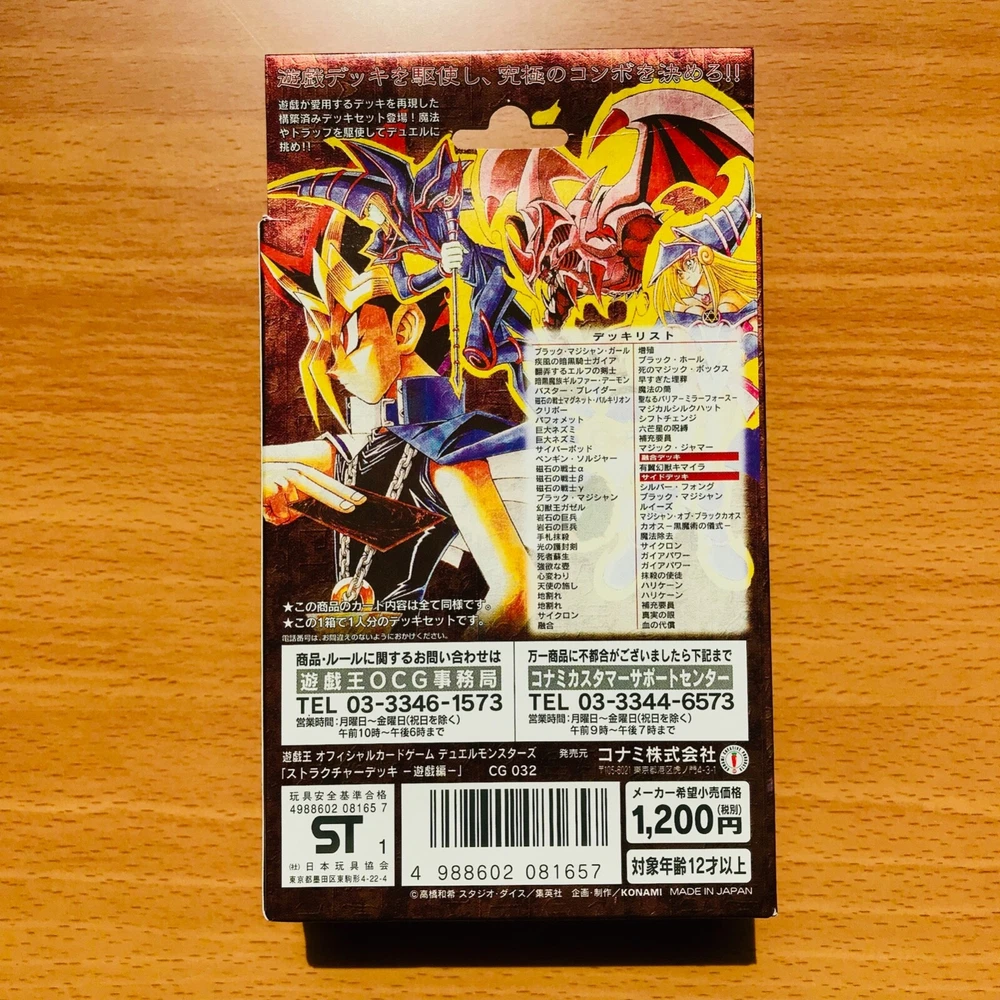 遊戯デッキを駆使し、究極のコンボを決めろ!!
遊戯が愛用するデッキを再現した
構築済みデッキセット登場!魔法
やトラップを駆使してデュエルに
挑め!!
デッキリスト
ブラック・マジシャン・ガール
疾風の暗黒騎士ガイア
翻弄するエルフの剣士
暗黒魔族ギルファー・デーモン
バスター・ブレイダー
磁石の戦士マグネット・バルキリオン
クリボー
バフォメット
巨大ネズミ
巨大ネズミ
サイバーポッド
ペンギン・ソルジャー
磁石の戦士α
磁石の戦士β
磁石の戦士γ
ブラック・マジシャン
幻獣王ガゼル
岩石の巨兵
岩石の巨兵
手札抹殺
光の護封剣
死者蘇生
強欲な壺
心変わり
天使の施し
地割れ
地割れ
サイクロン
融合
増殖
ブラック・ホール
死のマジック・ボックス
早すぎた埋葬
魔法の筒
聖なるバリアーミラーフォースー
マジカルシルクハット
シフトチェンジ
六芒星の呪縛
補充要員
マジック・ジャマー
融合デッキ
有翼幻獣キマイラ
サイドデッキ
シルバー・フォング
ブラック・マジシャン
ルイーズ
マジシャン・オブ・ブラックカオス
カオスー黒魔術の儀式ー
魔法除去
サイクロン
ガイアパワー
ガイアパワー
抹殺の使徒
ハリケーン
ハリケーン
補充要員
真実の眼
血の代償
★この商品のカード内容は全て同様です。
★この1箱で1人分のデッキセットです。
電話番号は、お間違えのないようにおかけください。
商品・ルールに関するお問い合わせは
遊戯王OCG事務局
TEL 03-3346-1573
営業時間:月曜日〜金曜日(祝日を除く)
午前10時〜午後6時まで
万一商品に不都合がございましたら下記まで
コナミカスタマーサポートセンター
TEL 03-3344-6573
営業時間:月曜日〜金曜日(祝日を除く)
午前9時〜午後7時まで
遊戯王 オフィシャルカードゲーム デュエルモンスターズ
「ストラクチャーデッキ −遊戯編−」 CG 032
発売元 コナミ株式会社
〒105-6021 東京都港区虎ノ門4-3-1
玩具安全基準合格
4988602 08165 7
ST 1
(社)日本玩具協会
東京都墨田区東駒形4-22-4
4 988602 081657
メーカー希望小売価格
1,200円(税別)
対象年齢12才以上
©高橋和希 スタジオ・ダイス/集英社 企画・制作/KONAMI MADE IN JAPAN